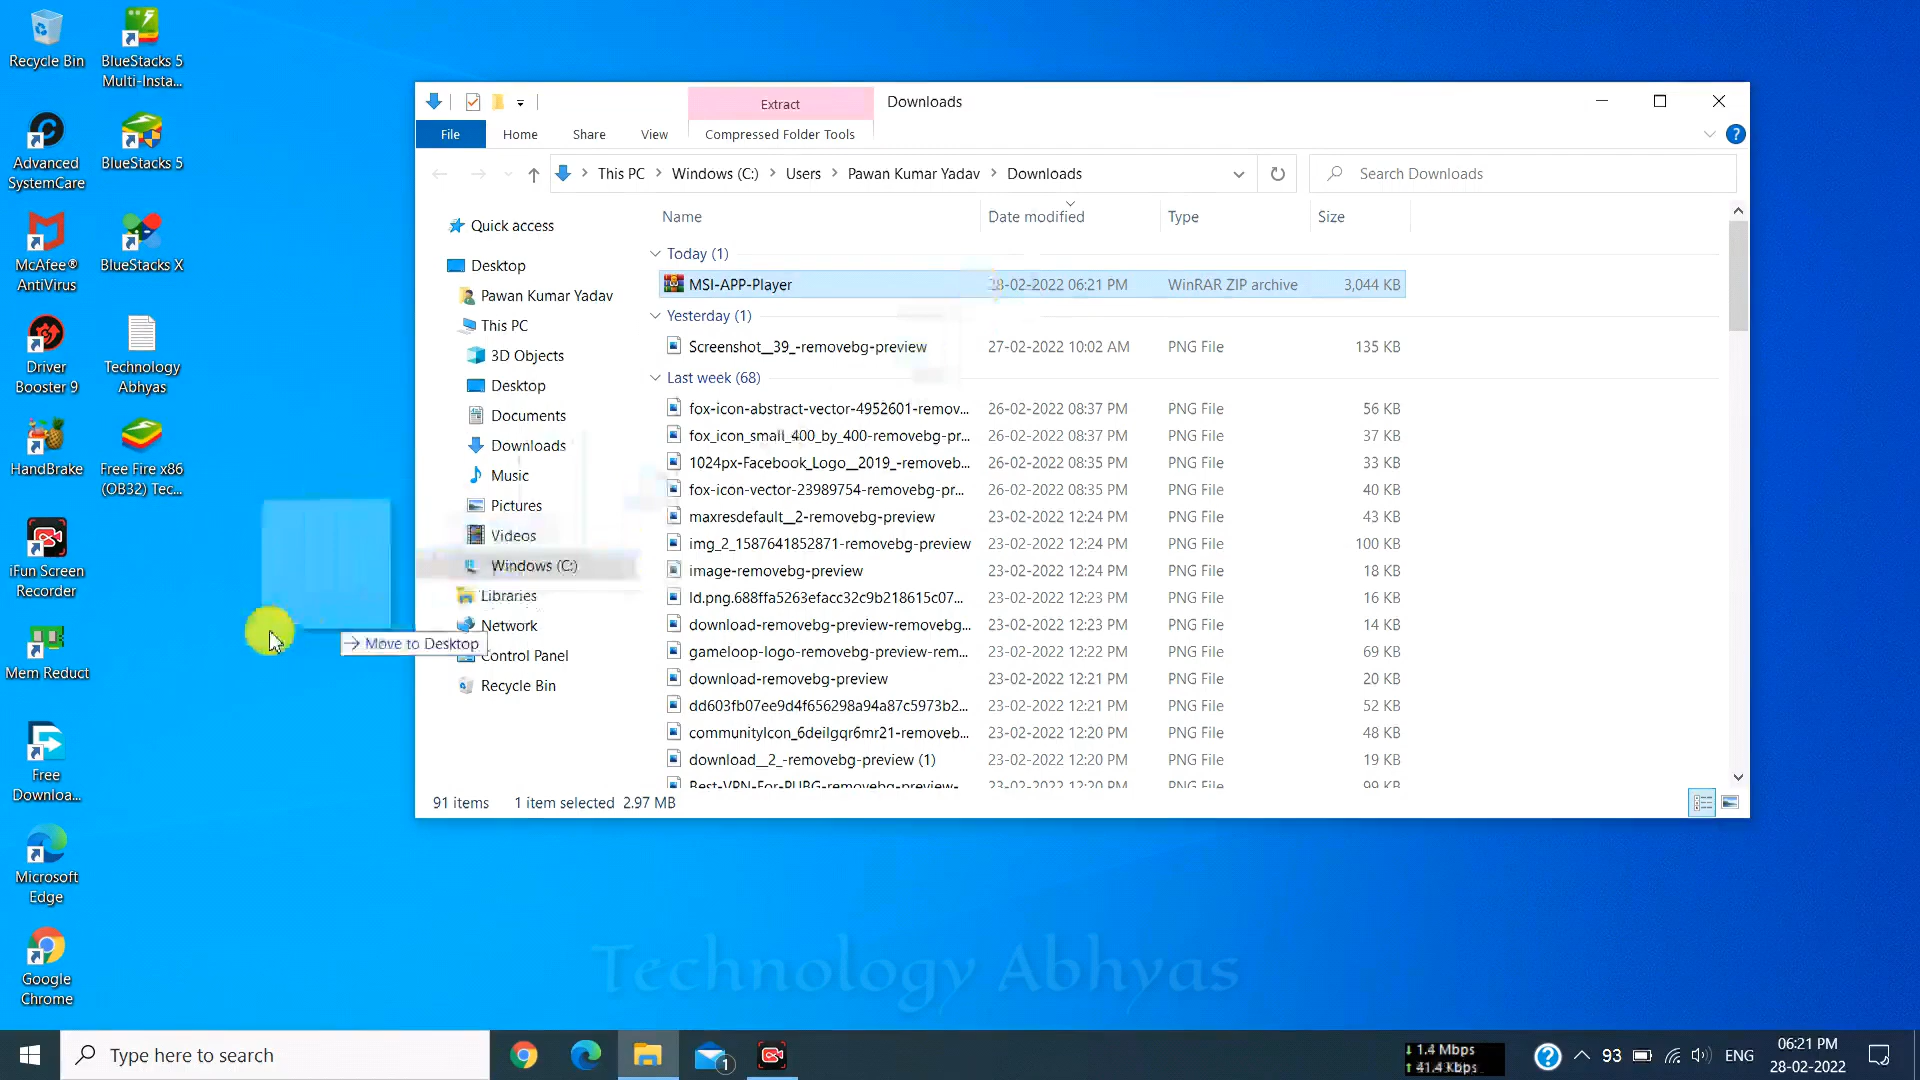 Recycle Bin
BlueStacks 5
Multi-Insta...
Advanced
SystemCare
BlueStacks 5
McAfee®
AntiVirus
BlueStacks X
Driver
Booster 9
Technology
Abhyas
HandBrake
Free Fire x86
(OB32) Tec...
iFun Screen
Recorder
Mem Reduct
Free
Downloa...
Microsoft
Edge
Google
Chrome
Extract
Downloads
File
Home
Share
View
Compressed Folder Tools
This PC
Windows (C:)
Users
Pawan Kumar Yadav
Downloads
Search Downloads
Name
Date modified
Type
Size
Quick access
Desktop
Pawan Kumar Yadav
This PC
3D Objects
Desktop
Documents
Downloads
Music
Pictures
Videos
Windows (C:)
Libraries
Network
Move to Desktop
Control Panel
Recycle Bin
Today (1)
MSI-APP-Player 28-02-2022 06:21 PM WinRAR ZIP archive 3,044 KB
Yesterday (1)
Screenshot__39_-removebg-preview 27-02-2022 10:02 AM PNG File 135 KB
Last week (68)
fox-icon-abstract-vector-4952601-remov... 26-02-2022 08:37 PM PNG File 56 KB
fox_icon_small_400_by_400-removebg-pr... 26-02-2022 08:37 PM PNG File 37 KB
1024px-Facebook_Logo__2019_-removeb... 26-02-2022 08:35 PM PNG File 33 KB
fox-icon-vector-23989754-removebg-pr... 26-02-2022 08:35 PM PNG File 40 KB
maxresdefault__2-removebg-preview 23-02-2022 12:24 PM PNG File 43 KB
img_2_1587641852871-removebg-preview 23-02-2022 12:24 PM PNG File 100 KB
image-removebg-preview 23-02-2022 12:24 PM PNG File 18 KB
ld.png.688ffa5263efacc32c9b218615c07... 23-02-2022 12:23 PM PNG File 16 KB
download-removebg-preview-removebg... 23-02-2022 12:23 PM PNG File 14 KB
gameloop-logo-removebg-preview-rem... 23-02-2022 12:22 PM PNG File 69 KB
download-removebg-preview 23-02-2022 12:21 PM PNG File 20 KB
dd603fb07ee9d4f656298a94a87c5973b2... 23-02-2022 12:21 PM PNG File 52 KB
communityIcon_6deilgqr6mr21-removeb... 23-02-2022 12:20 PM PNG File 48 KB
download__2_-removebg-preview (1) 23-02-2022 12:20 PM PNG File 19 KB
Best-VPN-For-PUBG-removebg-preview- 23-02-2022 12:20 PM PNG File 99 KB
91 items 1 item selected 2.97 MB
Technology Abhyas
Type here to search
1
1.4 Mbps
41.4 Kbps
93
ENG
06:21 PM
28-02-2022